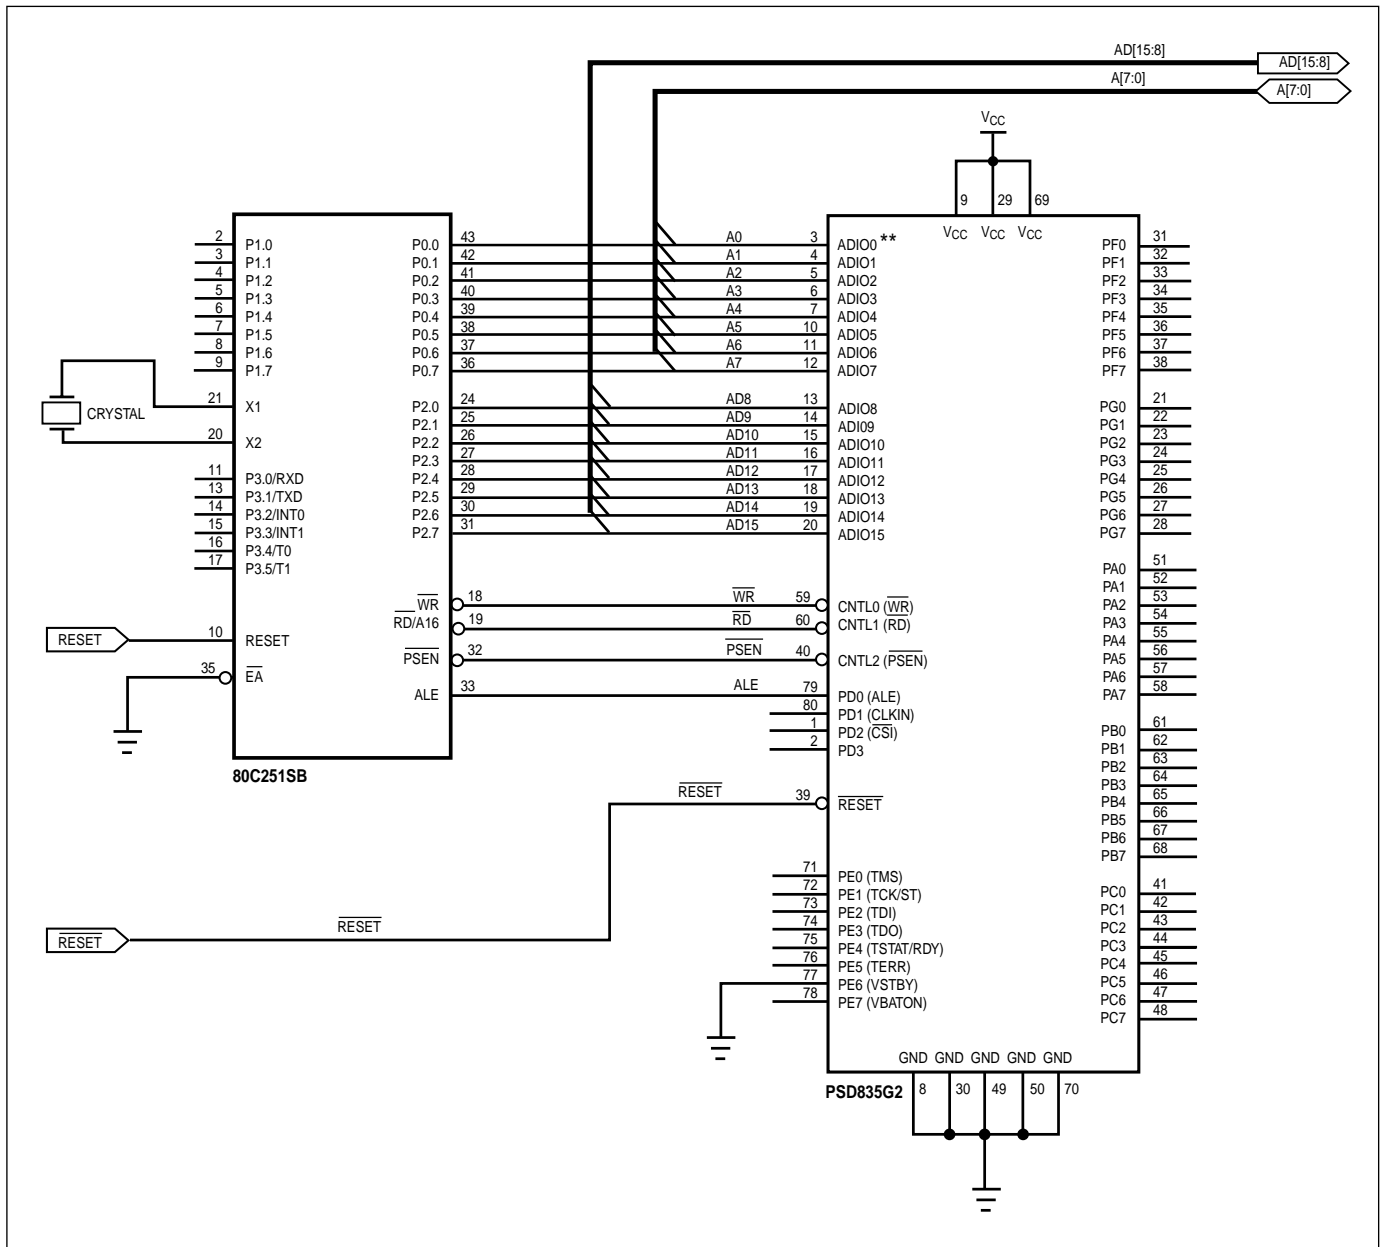 AD[15:8]
AD[15:8]
A[7:0]
A[7:0]
VCC
9 29 69
VCC VCC VCC
2 P1.0 P0.0 43 A0 3 ADIO0 ** PF0 31
3 P1.1 P0.1 42 A1 4 ADIO1 PF1 32
4 P1.2 P0.2 41 A2 5 ADIO2 PF2 33
5 P1.3 P0.3 40 A3 6 ADIO3 PF3 34
6 P1.4 P0.4 39 A4 7 ADIO4 PF4 35
7 P1.5 P0.5 38 A5 10 ADIO5 PF5 36
8 P1.6 P0.6 37 A6 11 ADIO6 PF6 37
9 P1.7 P0.7 36 A7 12 ADIO7 PF7 38
CRYSTAL
21 X1 P2.0 24 AD8 13 ADIO8 PG0 21
P2.1 25 AD9 14 ADI09 PG1 22
20 X2 P2.2 26 AD10 15 ADIO10 PG2 23
P2.3 27 AD11 16 ADIO11 PG3 24
11 P3.0/RXD P2.4 28 AD12 17 ADIO12 PG4 25
13 P3.1/TXD P2.5 29 AD13 18 ADIO13 PG5 26
14 P3.2/INT0 P2.6 30 AD14 19 ADIO14 PG6 27
15 P3.3/INT1 P2.7 31 AD15 20 ADIO15 PG7 28
16 P3.4/T0
17 P3.5/T1
PA0 51
PA1 52
WR 18 WR 59 CNTL0 (WR) PA2 53
RD/A16 19 RD 60 CNTL1 (RD) PA3 54
RESET 10 RESET PA4 55
PSEN 32 PSEN 40 CNTL2 (PSEN) PA5 56
35 EA PA6 57
ALE 33 ALE 79 PD0 (ALE) PA7 58
80 PD1 (CLKIN)
1 PD2 (CSI) PB0 61
2 PD3 PB1 62
80C251SB PB2 63
PB3 64
RESET 39 RESET PB4 65
PB5 66
PB6 67
PB7 68
71 PE0 (TMS)
72 PE1 (TCK/ST) PC0 41
73 PE2 (TDI) PC1 42
74 PE3 (TDO) PC2 43
RESET RESET 75 PE4 (TSTAT/RDY) PC3 44
76 PE5 (TERR) PC4 45
77 PE6 (VSTBY) PC5 46
78 PE7 (VBATON) PC6 47
PC7 48
GND GND GND GND GND
PSD835G2 8 30 49 50 70